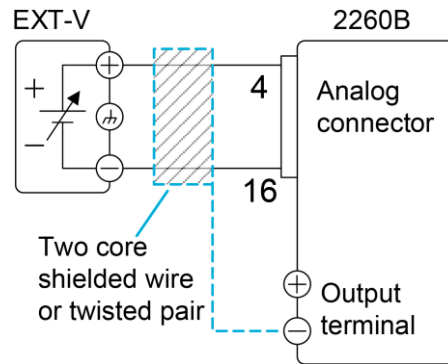 EXT-V
2260B
+
+
4
Analog
connector
-
-
16
Two core
shielded wire
or twisted pair
+
Output
terminal
-